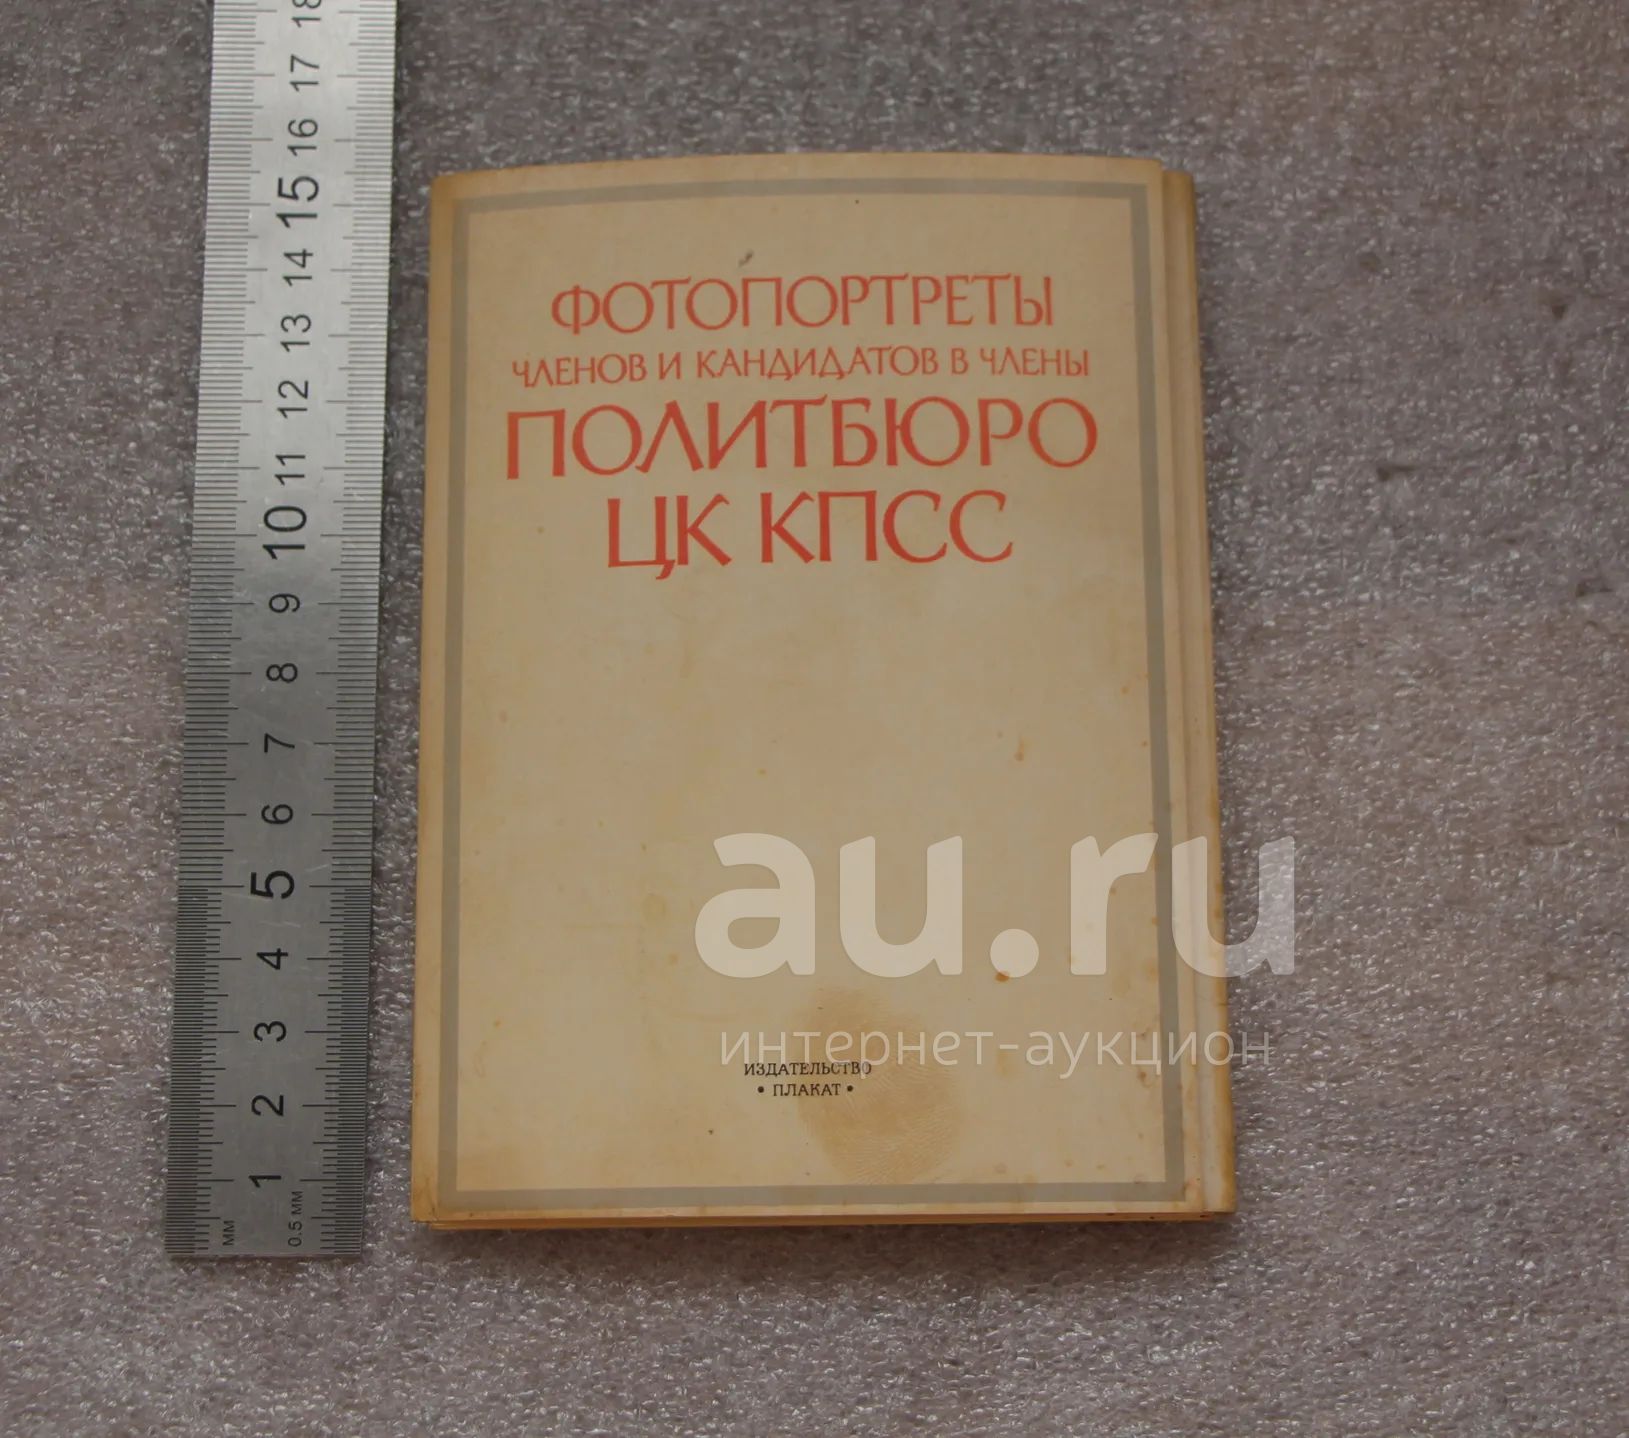 ФОТОПОРТРЕТЫ
ЧЛЕНОВ И КАНДИДАТОВ В ЧЛЕНЫ
ПОЛИТБЮРО
ЦК КПСС
au.ru
интернет-аукцион
ИЗДАТЕЛЬСТВО
• ПЛАКАТ •
18
17
16
15
14
13
12
11
10
9
8
7
6
5
4
3
2
1
мм
0.5 мм